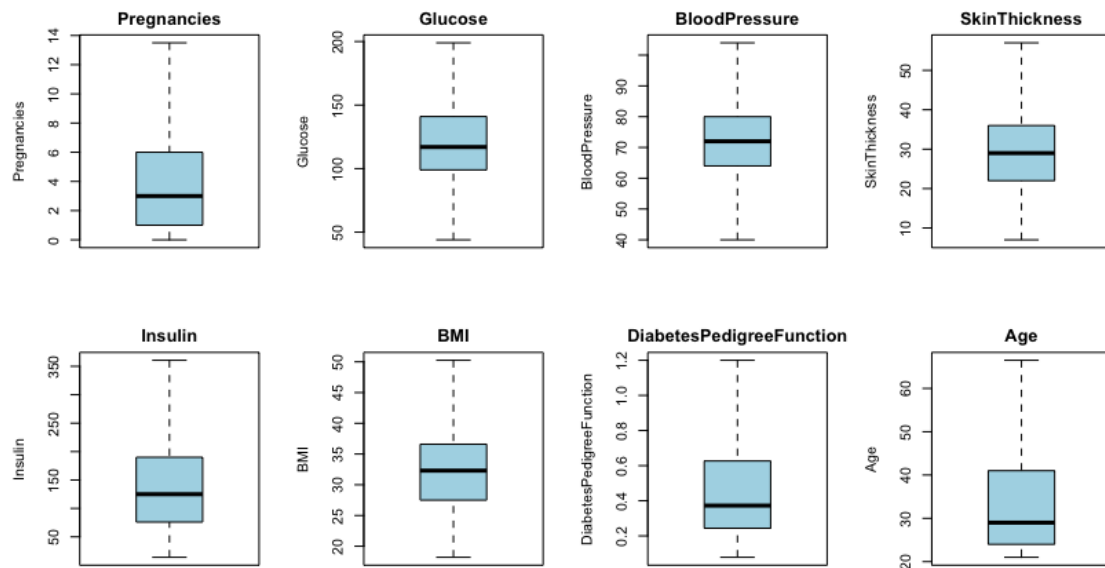 Pregnancies
Pregnancies
0 2 4 6 8 10 12 14
Glucose
Glucose
50 100 150 200
BloodPressure
BloodPressure
40 50 60 70 80 90
SkinThickness
SkinThickness
10 20 30 40 50
Insulin
Insulin
50 150 250 350
BMI
BMI
20 25 30 35 40 45 50
DiabetesPedigreeFunction
DiabetesPedigreeFunction
0.2 0.4 0.6 0.8 1.0 1.2
Age
Age
20 30 40 50 60